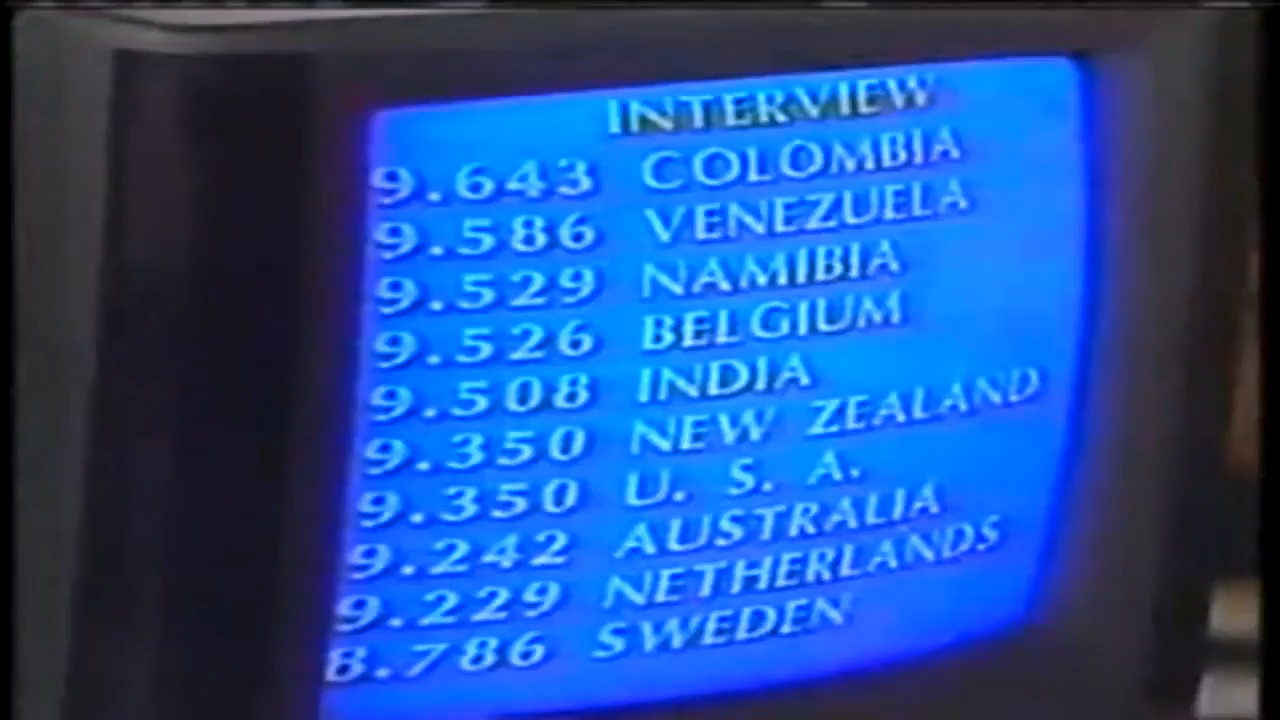 INTERVIEW
9.643 COLOMBIA
9.586 VENEZUELA
9.529 NAMIBIA
9.526 BELGIUM
9.508 INDIA
9.350 NEW ZEALAND
9.350 U. S. A.
9.242 AUSTRALIA
9.229 NETHERLANDS
8.786 SWEDEN